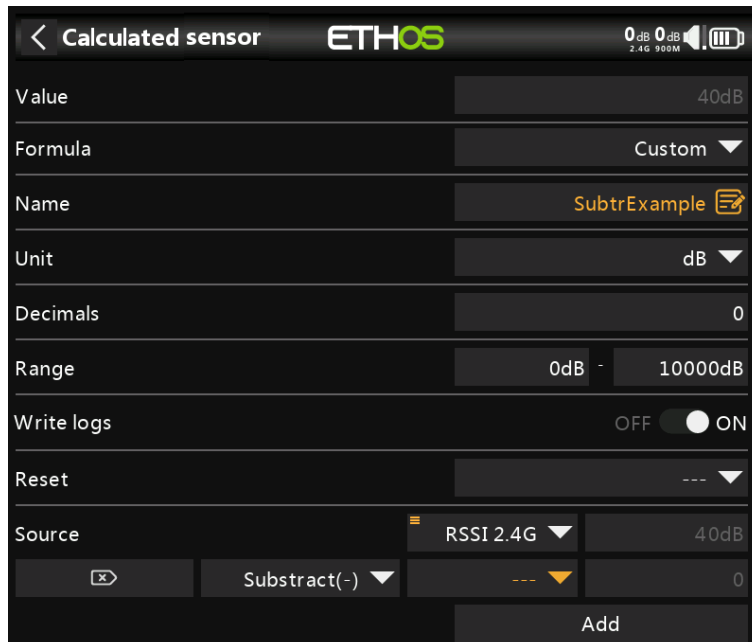 Calculated sensor ETHOS 0dB 0dB
2.4G 900M
Value 40dB
Formula Custom
Name SubtrExample
Unit dB
Decimals 0
Range 0dB - 10000dB
Write logs OFF ON
Reset ---
Source RSSI 2.4G 40dB
Substract(-) --- 0
Add